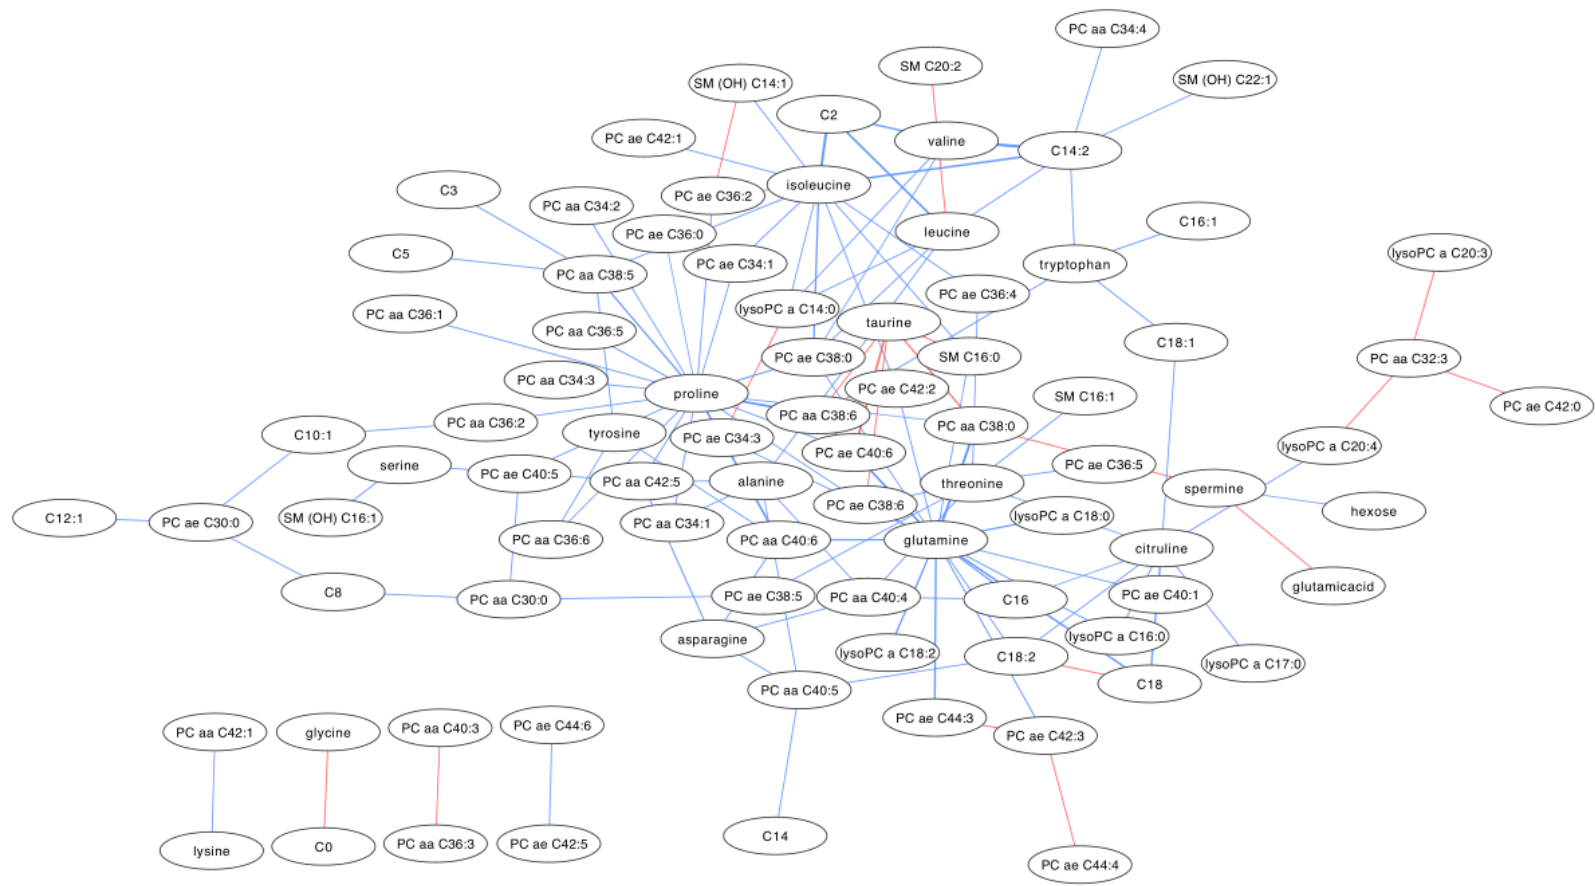 PC aa C34:4
SM C20:2
SM (OH) C22:1
SM (OH) C14:1
C2
PC ae C42:1
valine
C14:2
isoleucine
C3
PC ae C36:2
PC aa C34:2
C16:1
PC ae C36:0
leucine
C5
lysoPC a C20:3
PC ae C34:1
tryptophan
PC aa C38:5
PC ae C36:4
lysoPC a C14:0
PC aa C36:1
taurine
PC aa C36:5
C18:1
PC ae C38:0
SM C16:0
PC aa C32:3
PC aa C34:3
PC ae C42:2
proline
SM C16:1
PC ae C42:0
PC aa C38:6
PC aa C36:2
PC aa C38:0
C10:1
tyrosine
PC ae C34:3
lysoPC a C20:4
PC ae C40:6
serine
PC ae C36:5
PC ae C40:5
PC aa C42:5
alanine
threonine
spermine
PC ae C38:6
hexose
C12:1
SM (OH) C16:1
lysoPC a C18:0
PC ae C30:0
PC aa C34:1
PC aa C36:6
PC aa C40:6
glutamine
citruline
glutamicacid
C8
PC ae C38:5
PC aa C40:4
PC ae C40:1
PC aa C30:0
C16
asparagine
lysoPC a C16:0
lysoPC a C18:2
C18:2
lysoPC a C17:0
C18
PC aa C40:5
PC ae C44:3
PC ae C44:6
PC aa C40:3
PC aa C42:1
glycine
PC ae C42:3
C14
PC aa C36:3
PC ae C42:5
C0
lysine
PC ae C44:4